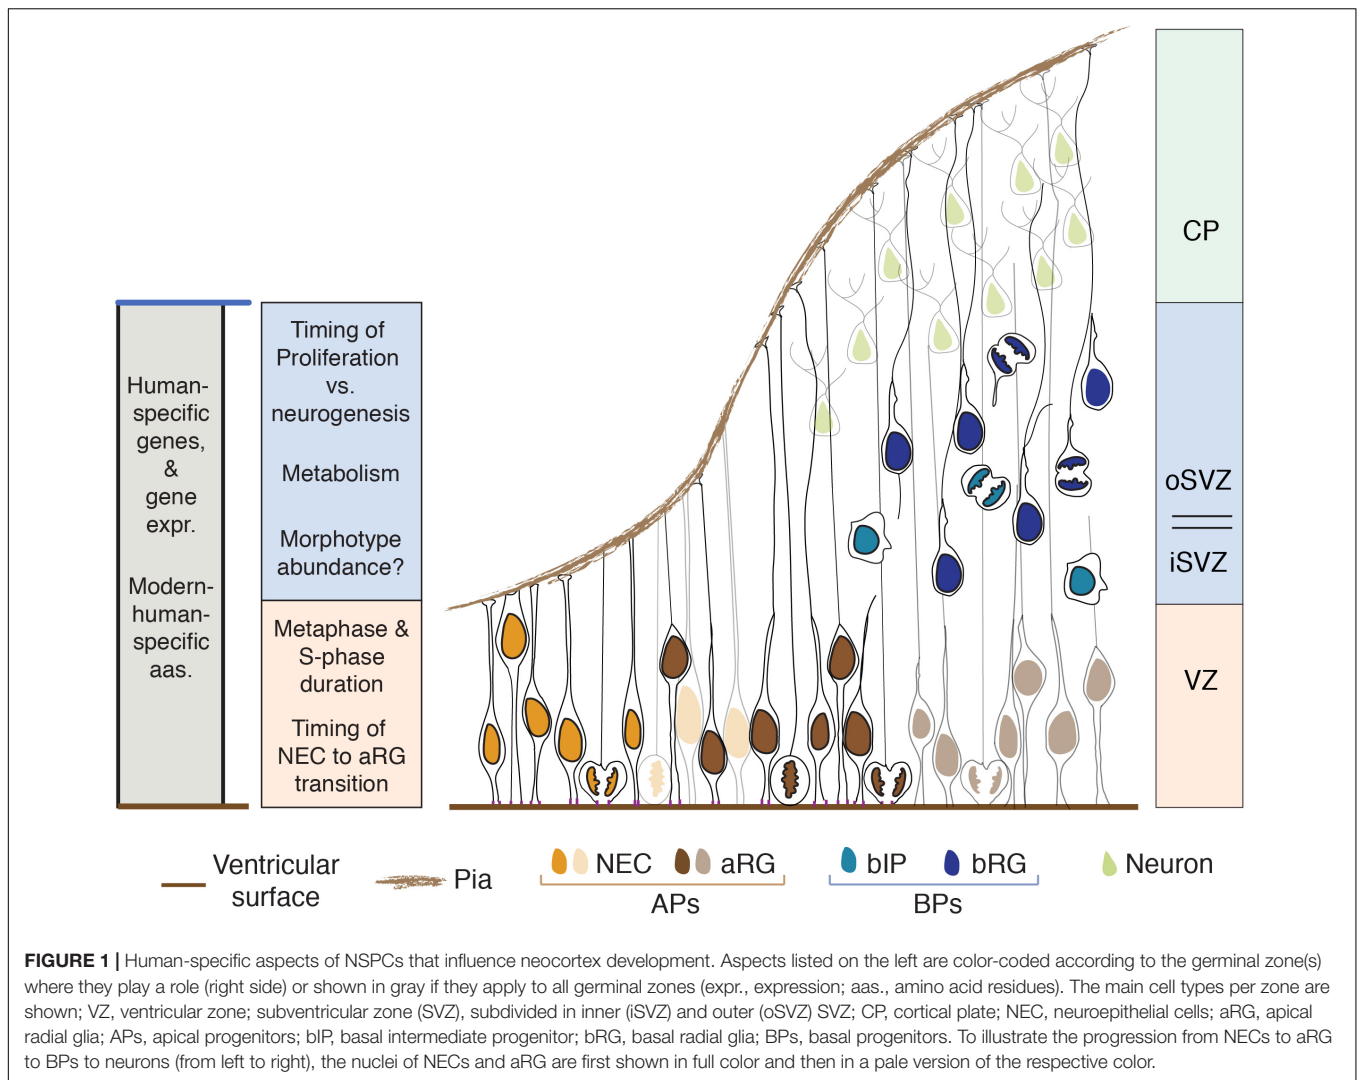 Human-
specific
genes,
&
gene
expr.
Modern-
human-
specific
aas.
Timing of
Proliferation
vs.
neurogenesis
Metabolism
Morphotype
abundance?
Metaphase &
S-phase
duration
Timing of
NEC to aRG
transition
CP
oSVZ
iSVZ
VZ
Ventricular
surface
Pia
NEC
aRG
APs
bIP
bRG
BPs
Neuron
FIGURE 1 | Human-specific aspects of NSPCs that influence neocortex development. Aspects listed on the left are color-coded according to the germinal zone(s)
where they play a role (right side) or shown in gray if they apply to all germinal zones (expr., expression; aas., amino acid residues). The main cell types per zone are
shown; VZ, ventricular zone; subventricular zone (SVZ), subdivided in inner (iSVZ) and outer (oSVZ) SVZ; CP, cortical plate; NEC, neuroepithelial cells; aRG, apical
radial glia; APs, apical progenitors; bIP, basal intermediate progenitor; bRG, basal radial glia; BPs, basal progenitors. To illustrate the progression from NECs to aRG
to BPs to neurons (from left to right), the nuclei of NECs and aRG are first shown in full color and then in a pale version of the respective color.